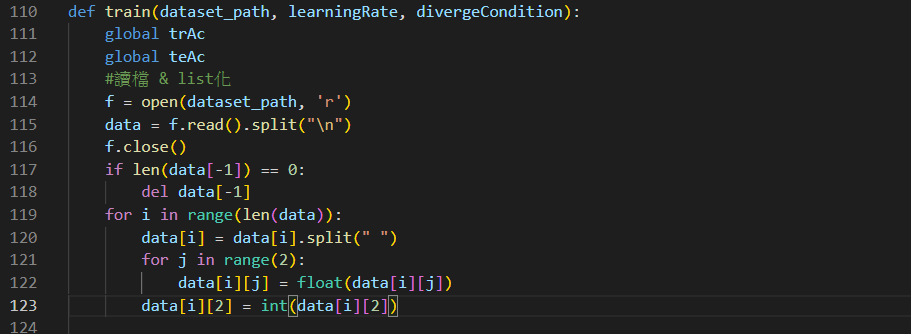 110 def train(dataset_path, learningRate, divergeCondition):
111     global trAc
112     global teAc
113     #讀檔 & list化
114     f = open(dataset_path, 'r')
115     data = f.read().split("\n")
116     f.close()
117     if len(data[-1]) == 0:
118         del data[-1]
119     for i in range(len(data)):
120         data[i] = data[i].split(" ")
121         for j in range(2):
122             data[i][j] = float(data[i][j])
123         data[i][2] = int(data[i][2])
124